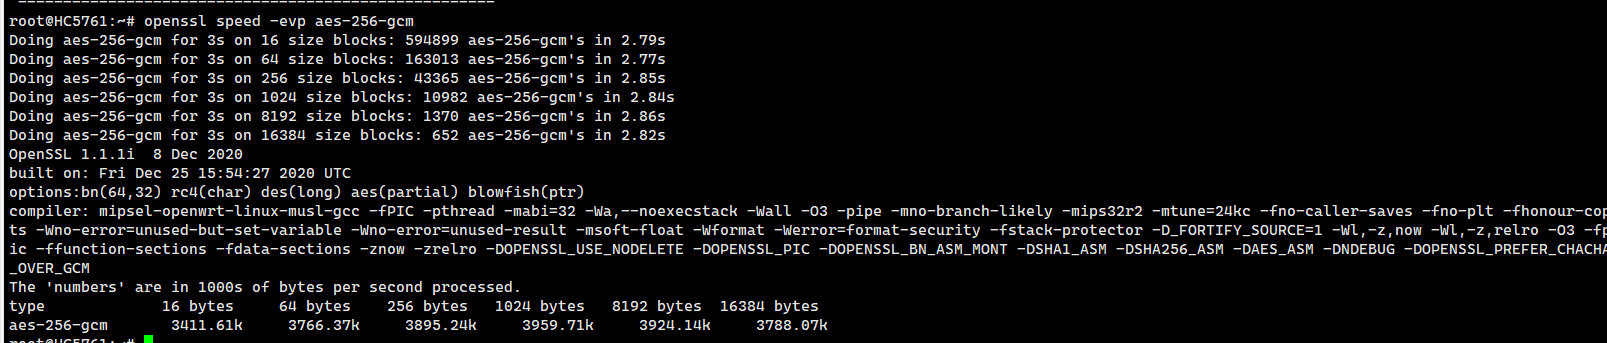 root@HC5761:~# openssl speed -evp aes-256-gcm
Doing aes-256-gcm for 3s on 16 size blocks: 594899 aes-256-gcm's in 2.79s
Doing aes-256-gcm for 3s on 64 size blocks: 163013 aes-256-gcm's in 2.77s
Doing aes-256-gcm for 3s on 256 size blocks: 43365 aes-256-gcm's in 2.85s
Doing aes-256-gcm for 3s on 1024 size blocks: 10982 aes-256-gcm's in 2.84s
Doing aes-256-gcm for 3s on 8192 size blocks: 1370 aes-256-gcm's in 2.86s
Doing aes-256-gcm for 3s on 16384 size blocks: 652 aes-256-gcm's in 2.82s
OpenSSL 1.1.1i  8 Dec 2020
built on: Fri Dec 25 15:54:27 2020 UTC
options:bn(64,32) rc4(char) des(long) aes(partial) blowfish(ptr)
compiler: mipsel-openwrt-linux-musl-gcc -fPIC -pthread -mabi=32 -Wa,--noexecstack -Wall -O3 -pipe -mno-branch-likely -mips32r2 -mtune=24kc -fno-caller-saves -fno-plt -fhonour-cop
ts -Wno-error=unused-but-set-variable -Wno-error=unused-result -msoft-float -Wformat -Werror=format-security -fstack-protector -D_FORTIFY_SOURCE=1 -Wl,-z,now -Wl,-z,relro -O3 -fp
ic -ffunction-sections -fdata-sections -znow -zrelro -DOPENSSL_USE_NODELETE -DOPENSSL_PIC -DOPENSSL_BN_ASM_MONT -DSHA1_ASM -DSHA256_ASM -DAES_ASM -DNDEBUG -DOPENSSL_PREFER_CHACHA
_OVER_GCM
The 'numbers' are in 1000s of bytes per second processed.
type             16 bytes     64 bytes    256 bytes   1024 bytes   8192 bytes  16384 bytes
aes-256-gcm       3411.61k     3766.37k     3895.24k     3959.71k     3924.14k     3788.07k
root@HC5761:~#